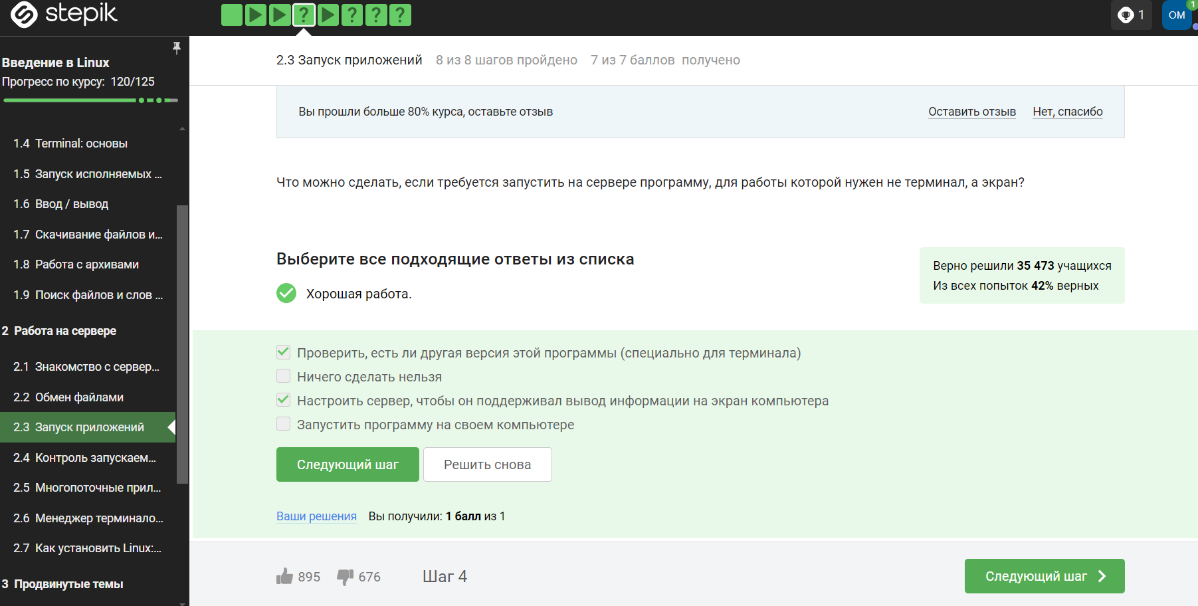 stepik
? ? ? ?
1
ОМ
1
Введение в Linux
Прогресс по курсу: 120/125
1.4 Terminal: основы
1.5 Запуск исполняемых ...
1.6 Ввод / вывод
1.7 Скачивание файлов и...
1.8 Работа с архивами
1.9 Поиск файлов и слов ...
2 Работа на сервере
2.1 Знакомство с сервер...
2.2 Обмен файлами
2.3 Запуск приложений
2.4 Контроль запускаем...
2.5 Многопоточные прил...
2.6 Менеджер терминало...
2.7 Как установить Linux:...
3 Продвинутые темы
2.3 Запуск приложений 8 из 8 шагов пройдено 7 из 7 баллов получено
Вы прошли больше 80% курса, оставьте отзыв Оставить отзыв Нет, спасибо
Что можно сделать, если требуется запустить на сервере программу, для работы которой нужен не терминал, а экран?
Выберите все подходящие ответы из списка
Хорошая работа.
Верно решили 35 473 учащихся
Из всех попыток 42% верных
Проверить, есть ли другая версия этой программы (специально для терминала)
Ничего сделать нельзя
Настроить сервер, чтобы он поддерживал вывод информации на экран компьютера
Запустить программу на своем компьютере
Следующий шаг Решить снова
Ваши решения Вы получили: 1 балл из 1
895 676 Шаг 4 Следующий шаг